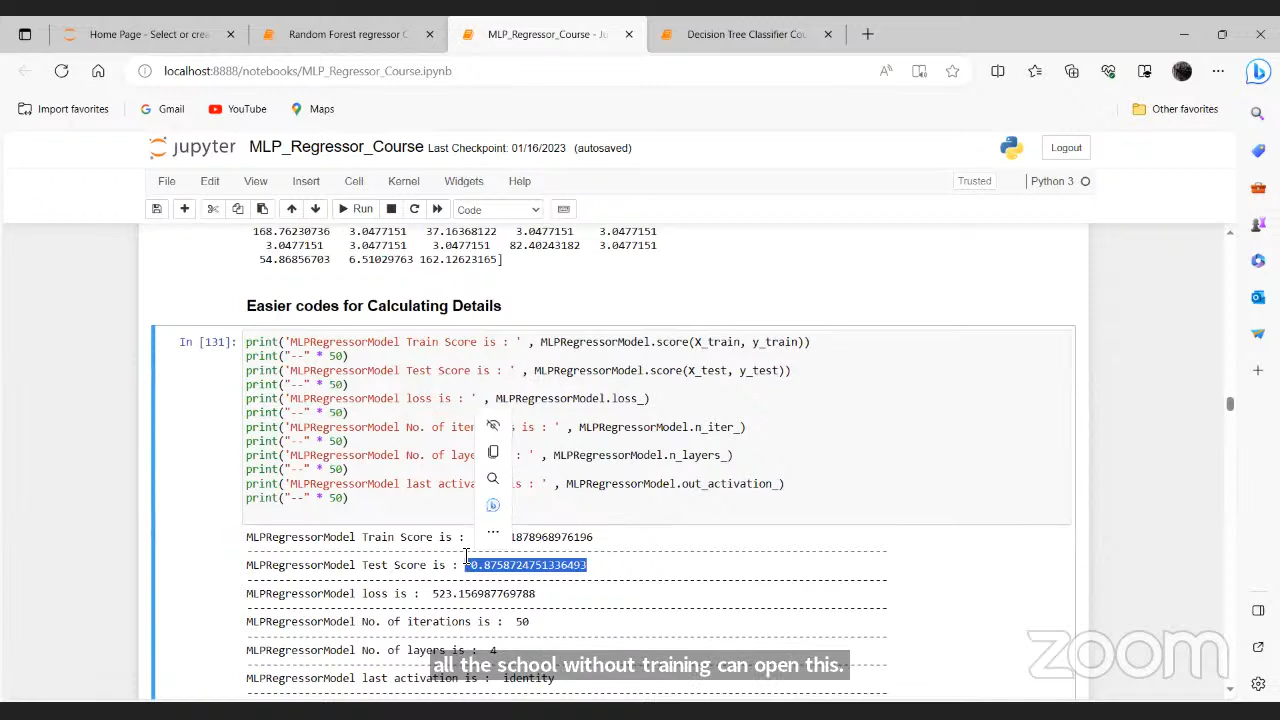 Home Page - Select or crea
Random Forest regressor C
MLP_Regressor_Course - Ju
Decision Tree Classifier Cou
localhost:8888/notebooks/MLP_Regressor_Course.ipynb
Import favorites
Gmail
YouTube
Maps
Other favorites
jupyter MLP_Regressor_Course Last Checkpoint: 01/16/2023 (autosaved)
Logout
File Edit View Insert Cell Kernel Widgets Help
Trusted
Python 3
Run
Code
168.76230736 3.0477151 37.16368122 3.0477151 3.0477151
3.0477151 3.0477151 3.0477151 82.40243182 3.0477151
54.86856703 6.51029763 162.12623165]
Easier codes for Calculating Details
In [131]:
print('MLPRegressorModel Train Score is : ' , MLPRegressorModel.score(X_train, y_train))
print("--" * 50)
print('MLPRegressorModel Test Score is : ' , MLPRegressorModel.score(X_test, y_test))
print("--" * 50)
print('MLPRegressorModel loss is : ' , MLPRegressorModel.loss_)
print("--" * 50)
print('MLPRegressorModel No. of iter s is : ' , MLPRegressorModel.n_iter_)
print("--" * 50)
print('MLPRegressorModel No. of laye : ' , MLPRegressorModel.n_layers_)
print("--" * 50)
print('MLPRegressorModel last activa is : ' , MLPRegressorModel.out_activation_)
print("--" * 50)
MLPRegressorModel Train Score is : 1878968976196
MLPRegressorModel Test Score is : 0.8758724751336493
MLPRegressorModel loss is : 523.156987769788
MLPRegressorModel No. of iterations is : 50
MLPRegressorModel No. of layers is : 4
all the school without training can open this.
MLPRegressorModel last activation is : identity
zoom